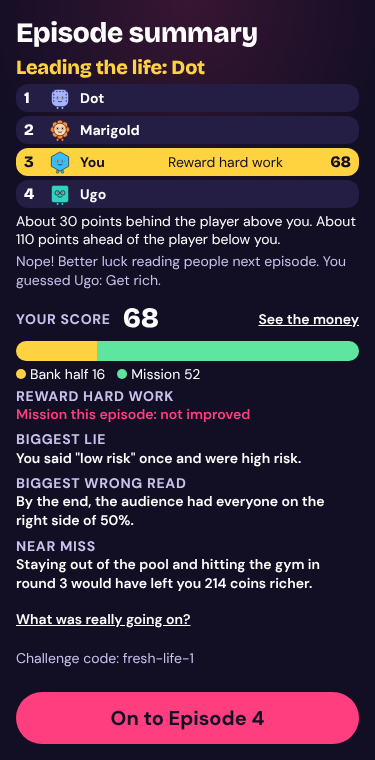 Episode summary
Leading the life: Dot
1 Dot
2 Marigold
3 You Reward hard work 68
4 Ugo
About 30 points behind the player above you. About
110 points ahead of the player below you.
Nope! Better luck reading people next episode. You
guessed Ugo: Get rich.
YOUR SCORE 68 See the money
Bank half 16 Mission 52
REWARD HARD WORK
Mission this episode: not improved
BIGGEST LIE
You said "low risk" once and were high risk.
BIGGEST WRONG READ
By the end, the audience had everyone on the
right side of 50%.
NEAR MISS
Staying out of the pool and hitting the gym in
round 3 would have left you 214 coins richer.
What was really going on?
Challenge code: fresh-life-1
On to Episode 4